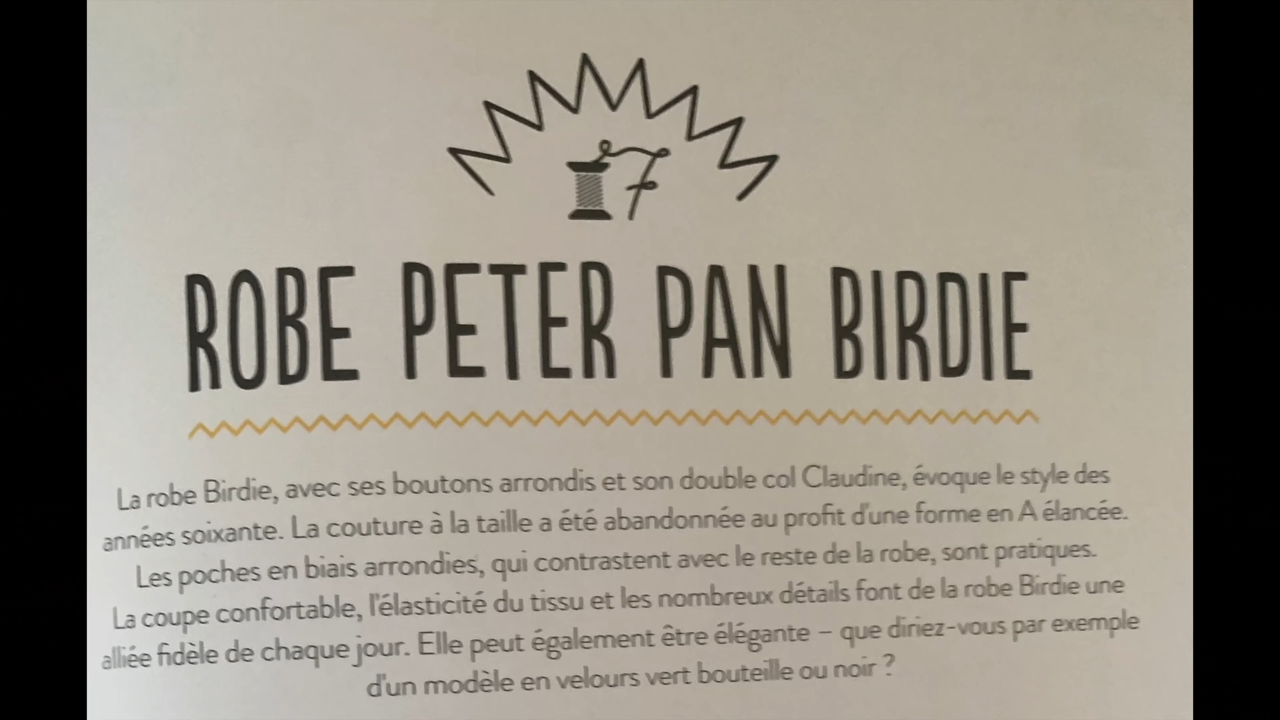 17
ROBE PETER PAN BIRDIE
La robe Birdie, avec ses boutons arrondis et son double col Claudine, évoque le style des
années soixante. La couture à la taille a été abandonnée au profit d'une forme en A élancée.
Les poches en biais arrondies, qui contrastent avec le reste de la robe, sont pratiques.
La coupe confortable, l'élasticité du tissu et les nombreux détails font de la robe Birdie une
alliée fidèle de chaque jour. Elle peut également être élégante – que diriez-vous par exemple
d'un modèle en velours vert bouteille ou noir ?